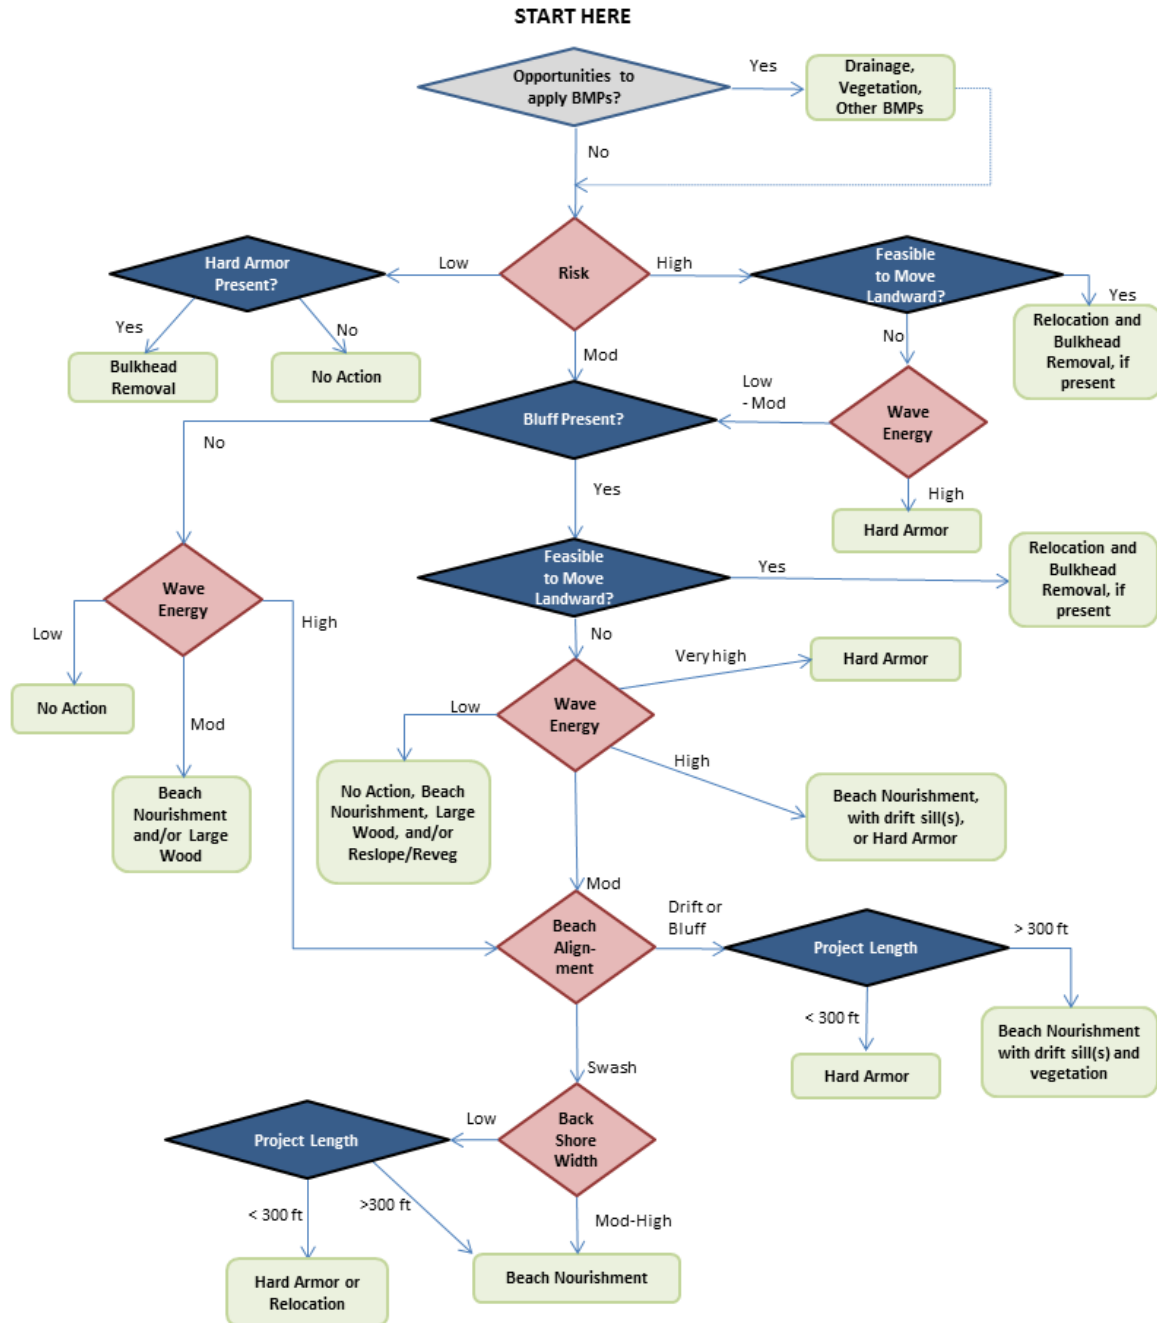 START HERE
Opportunities to
apply BMPs?
Yes
Drainage,
Vegetation,
Other BMPs
No
Hard Armor
Present?
Low
Risk
High
Feasible
to Move
Landward?
Yes
Relocation and
Bulkhead
Removal, if
present
Yes
Bulkhead
Removal
No
No Action
Mod
No
Low
- Mod
Wave
Energy
High
Hard Armor
Bluff Present?
No
Yes
Feasible
to Move
Landward?
Yes
Relocation and
Bulkhead
Removal, if
present
No
Wave
Energy
Low
No Action
Mod
Beach
Nourishment
and/or Large
Wood
High
Wave
Energy
Very high
Hard Armor
Low
No Action, Beach
Nourishment, Large
Wood, and/or
Reslope/Reveg
High
Beach Nourishment,
with drift sill(s),
or Hard Armor
Mod
Beach
Align-
ment
Drift or
Bluff
Project Length
> 300 ft
Beach Nourishment
with drift sill(s) and
vegetation
< 300 ft
Hard Armor
Swash
Back
Shore
Width
Low
Project Length
< 300 ft
Hard Armor or
Relocation
>300 ft
Mod-High
Beach Nourishment